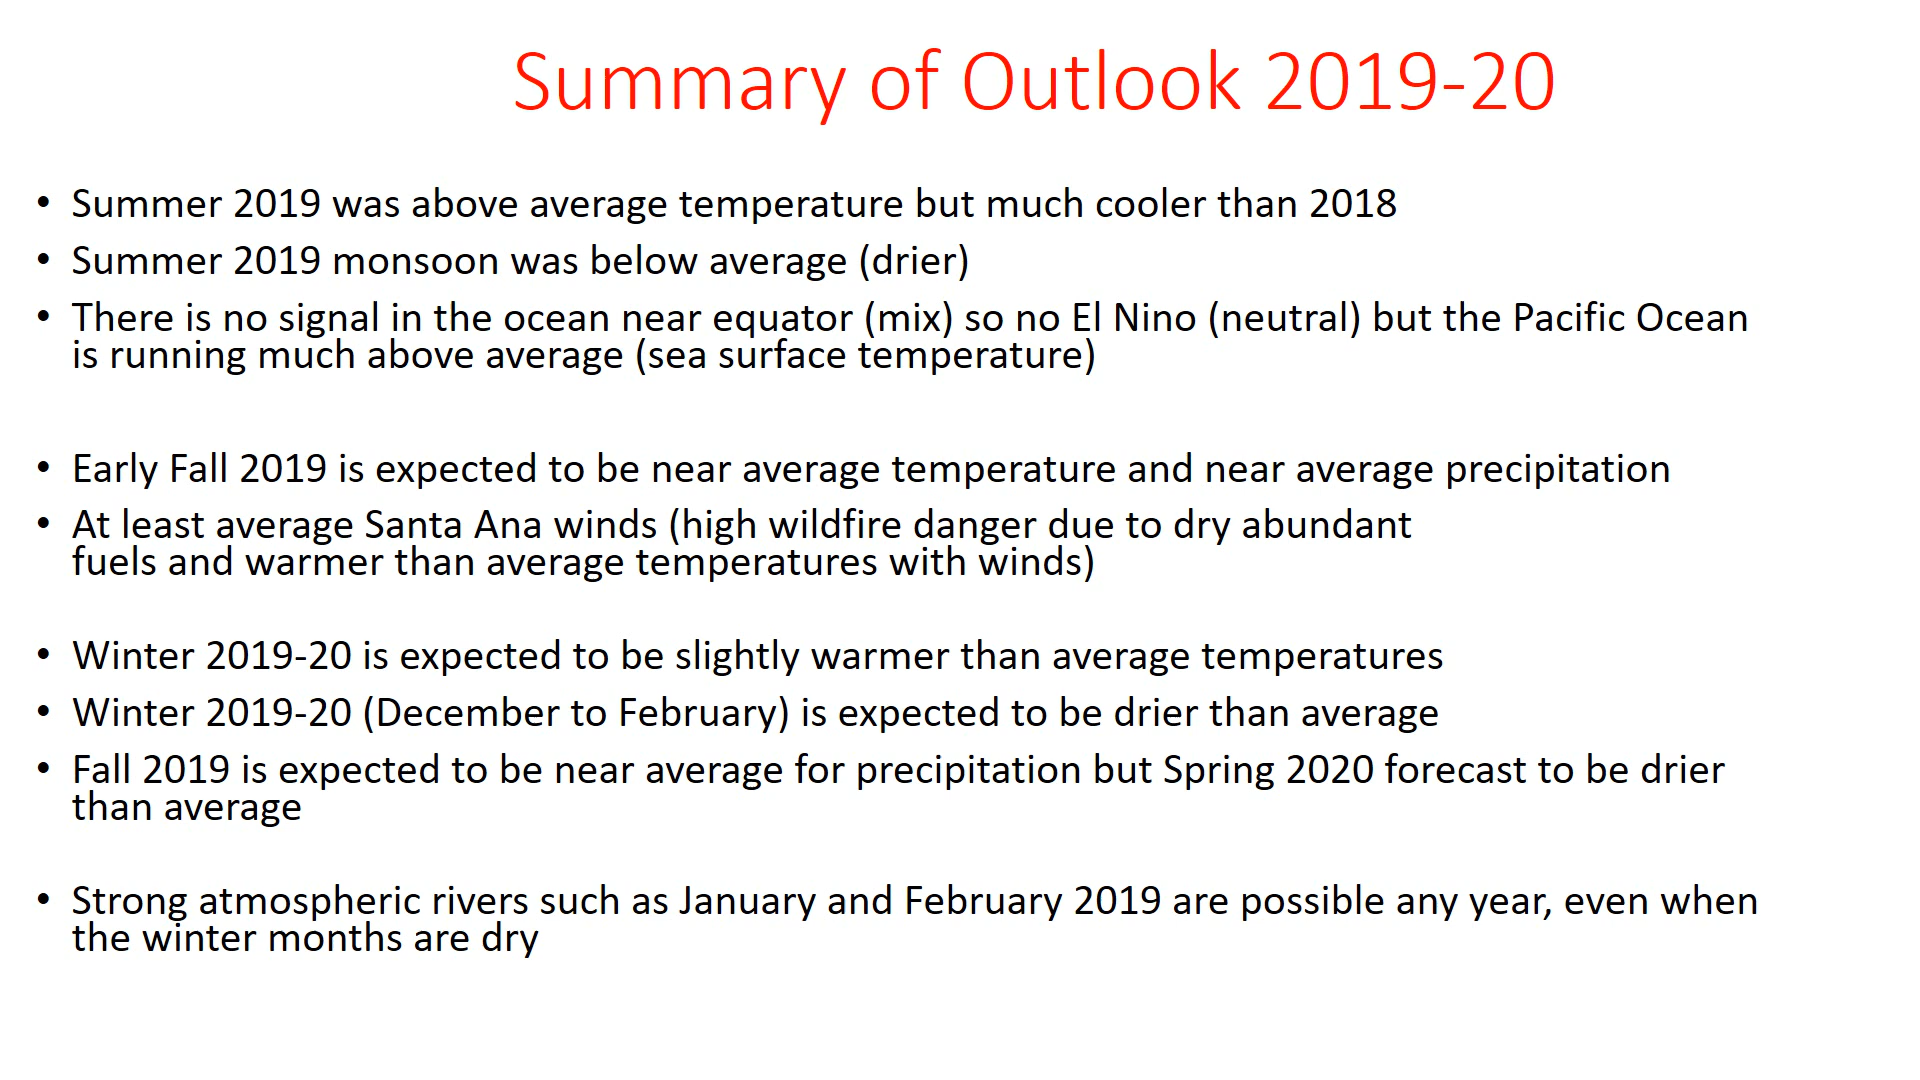 Summary of Outlook 2019-20
• Summer 2019 was above average temperature but much cooler than 2018
• Summer 2019 monsoon was below average (drier)
• There is no signal in the ocean near equator (mix) so no El Nino (neutral) but the Pacific Ocean
is running much above average (sea surface temperature)
• Early Fall 2019 is expected to be near average temperature and near average precipitation
• At least average Santa Ana winds (high wildfire danger due to dry abundant
fuels and warmer than average temperatures with winds)
• Winter 2019-20 is expected to be slightly warmer than average temperatures
• Winter 2019-20 (December to February) is expected to be drier than average
• Fall 2019 is expected to be near average for precipitation but Spring 2020 forecast to be drier
than average
• Strong atmospheric rivers such as January and February 2019 are possible any year, even when
the winter months are dry